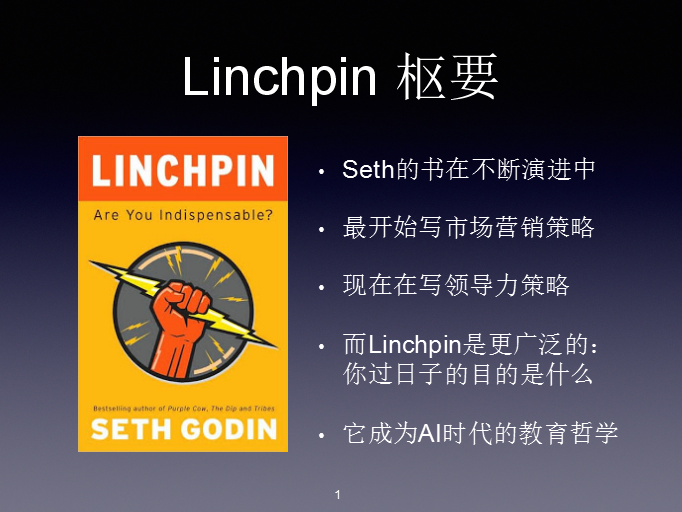 Linchpin 枢要
LINCHPIN
Are You Indispensable?
Bestselling author of Purple Cow, The Dip and Tribes
SETH GODIN
• Seth的书在不断演进中
• 最开始写市场营销策略
• 现在在写领导力策略
• 而Linchpin是更广泛的：
你过日子的目的是什么
• 它成为AI时代的教育哲学
1